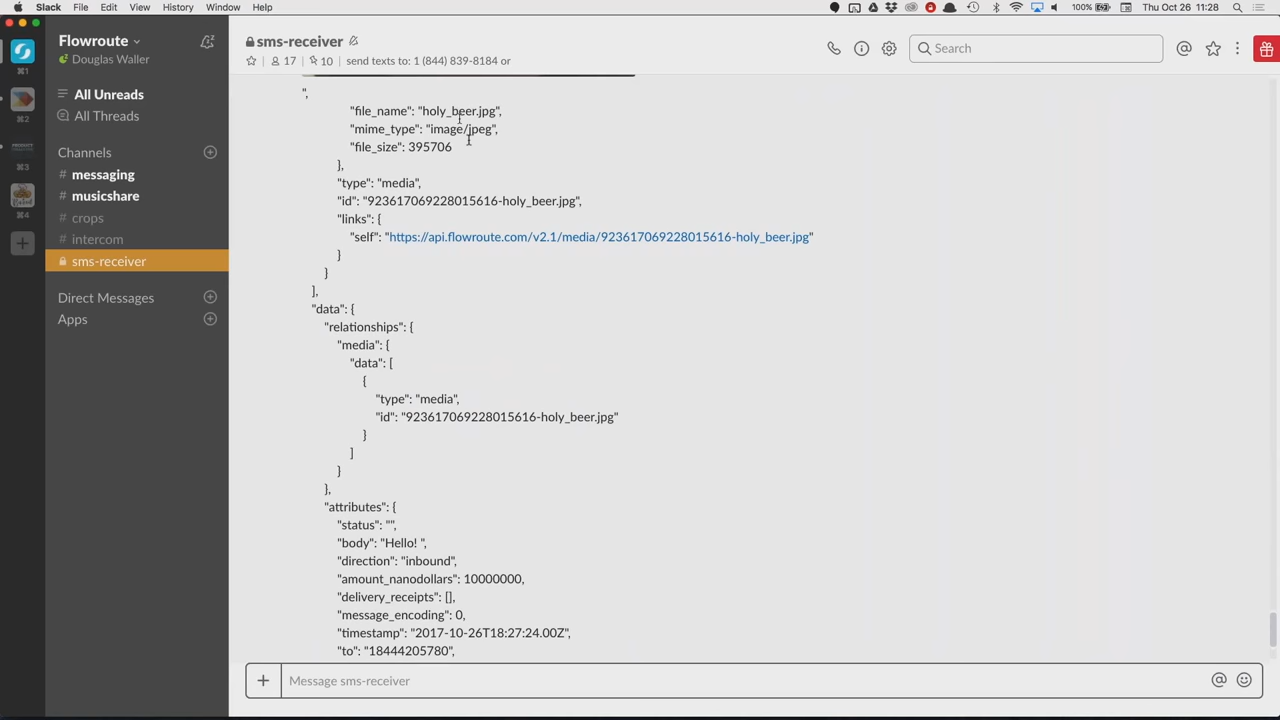 Slack File Edit View History Window Help 100% Thu Oct 26 11:28
Flowroute
Douglas Waller
⌘1
⌘2
⌘3
⌘4
All Unreads
All Threads
Channels
# messaging
# musicshare
# crops
# intercom
sms-receiver
Direct Messages
Apps
sms-receiver
17 10 send texts to: 1 (844) 839-8184 or
Search
",
"file_name": "holy_beer.jpg",
"mime_type": "image/jpeg",
"file_size": 395706
},
"type": "media",
"id": "923617069228015616-holy_beer.jpg",
"links": {
"self": "https://api.flowroute.com/v2.1/media/923617069228015616-holy_beer.jpg"
}
}
],
"data": {
"relationships": {
"media": {
"data": [
{
"type": "media",
"id": "923617069228015616-holy_beer.jpg"
}
]
}
},
"attributes": {
"status": "",
"body": "Hello! ",
"direction": "inbound",
"amount_nanodollars": 10000000,
"delivery_receipts": [],
"message_encoding": 0,
"timestamp": "2017-10-26T18:27:24.00Z",
"to": "18444205780",
Message sms-receiver